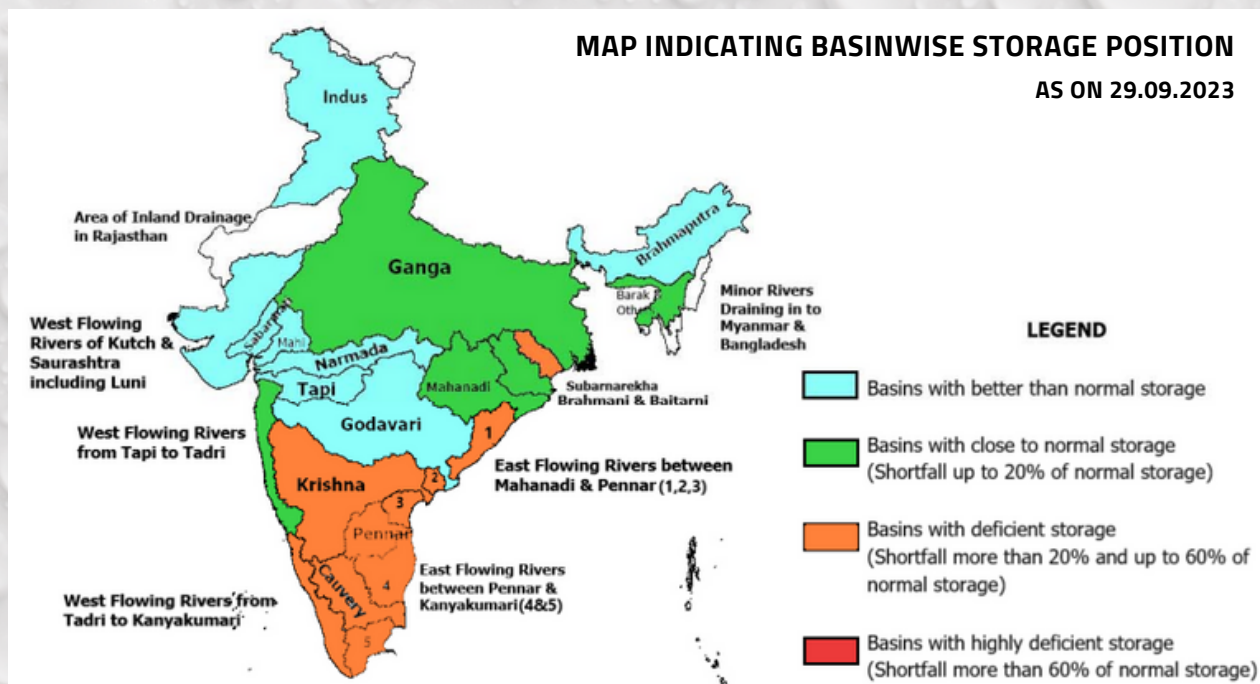 MAP INDICATING BASINWISE STORAGE POSITION
AS ON 29.09.2023
Indus
Area of Inland Drainage
in Rajasthan
Ganga
Brahmaputra
Barak
Minor Rivers
Draining in to
Myanmar &
Bangladesh
West Flowing
Rivers of Kutch &
Saurashtra
including Luni
Mahi
Narmada
Tapi
Mahanadi
Subarnarekha
Brahmani & Baitarni
Godavari
West Flowing Rivers
from Tapi to Tadri
1
East Flowing Rivers between
Mahanadi & Pennar (1,2,3)
Krishna
2
3
Pennar
4
East Flowing Rivers
between Pennar &
Kanyakumari(4&5)
Cauvery
West Flowing Rivers from
Tadri to Kanyakumari
5
LEGEND
Basins with better than normal storage
Basins with close to normal storage
(Shortfall up to 20% of normal storage)
Basins with deficient storage
(Shortfall more than 20% and up to 60% of
normal storage)
Basins with highly deficient storage
(Shortfall more than 60% of normal storage)